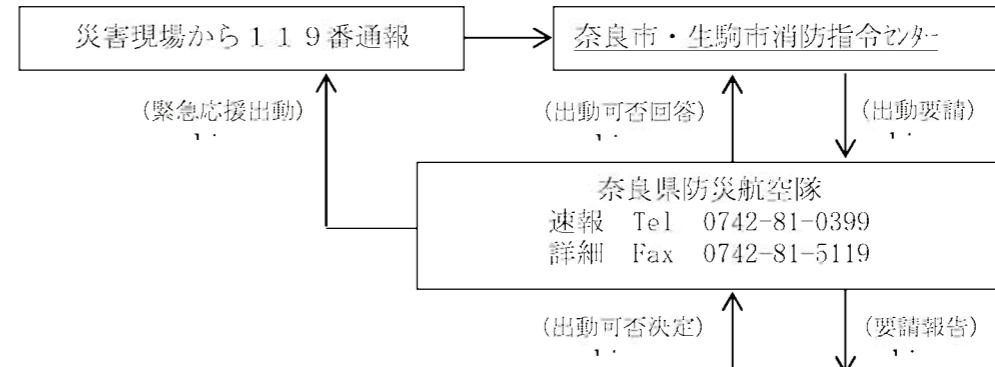 災害現場から119番通報
奈良市・生駒市消防指令センター
(緊急応援出動)
(出動可否回答)
(出動要請)
奈良県防災航空隊
速報 Tel 0742-81-0399
詳細 Fax 0742-81-5119
(出動可否決定)
(要請報告)